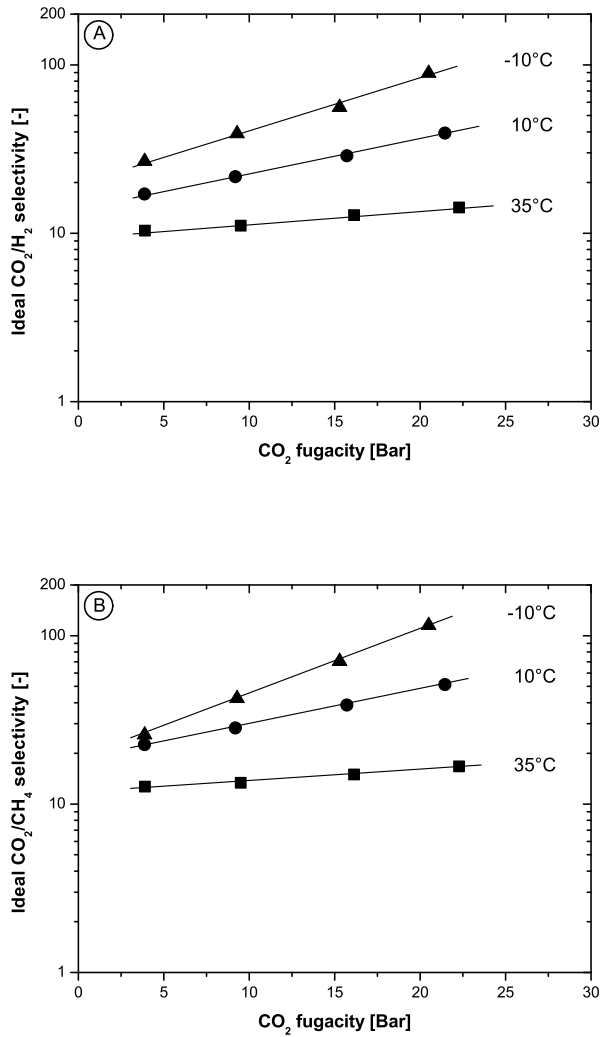 A
200
100
10
1
-10°C
10°C
35°C
0 5 10 15 20 25 30
Ideal CO2/H2 selectivity [-]
CO2 fugacity [Bar]
B
200
100
10
1
-10°C
10°C
35°C
0 5 10 15 20 25 30
Ideal CO2/CH4 selectivity [-]
CO2 fugacity [Bar]